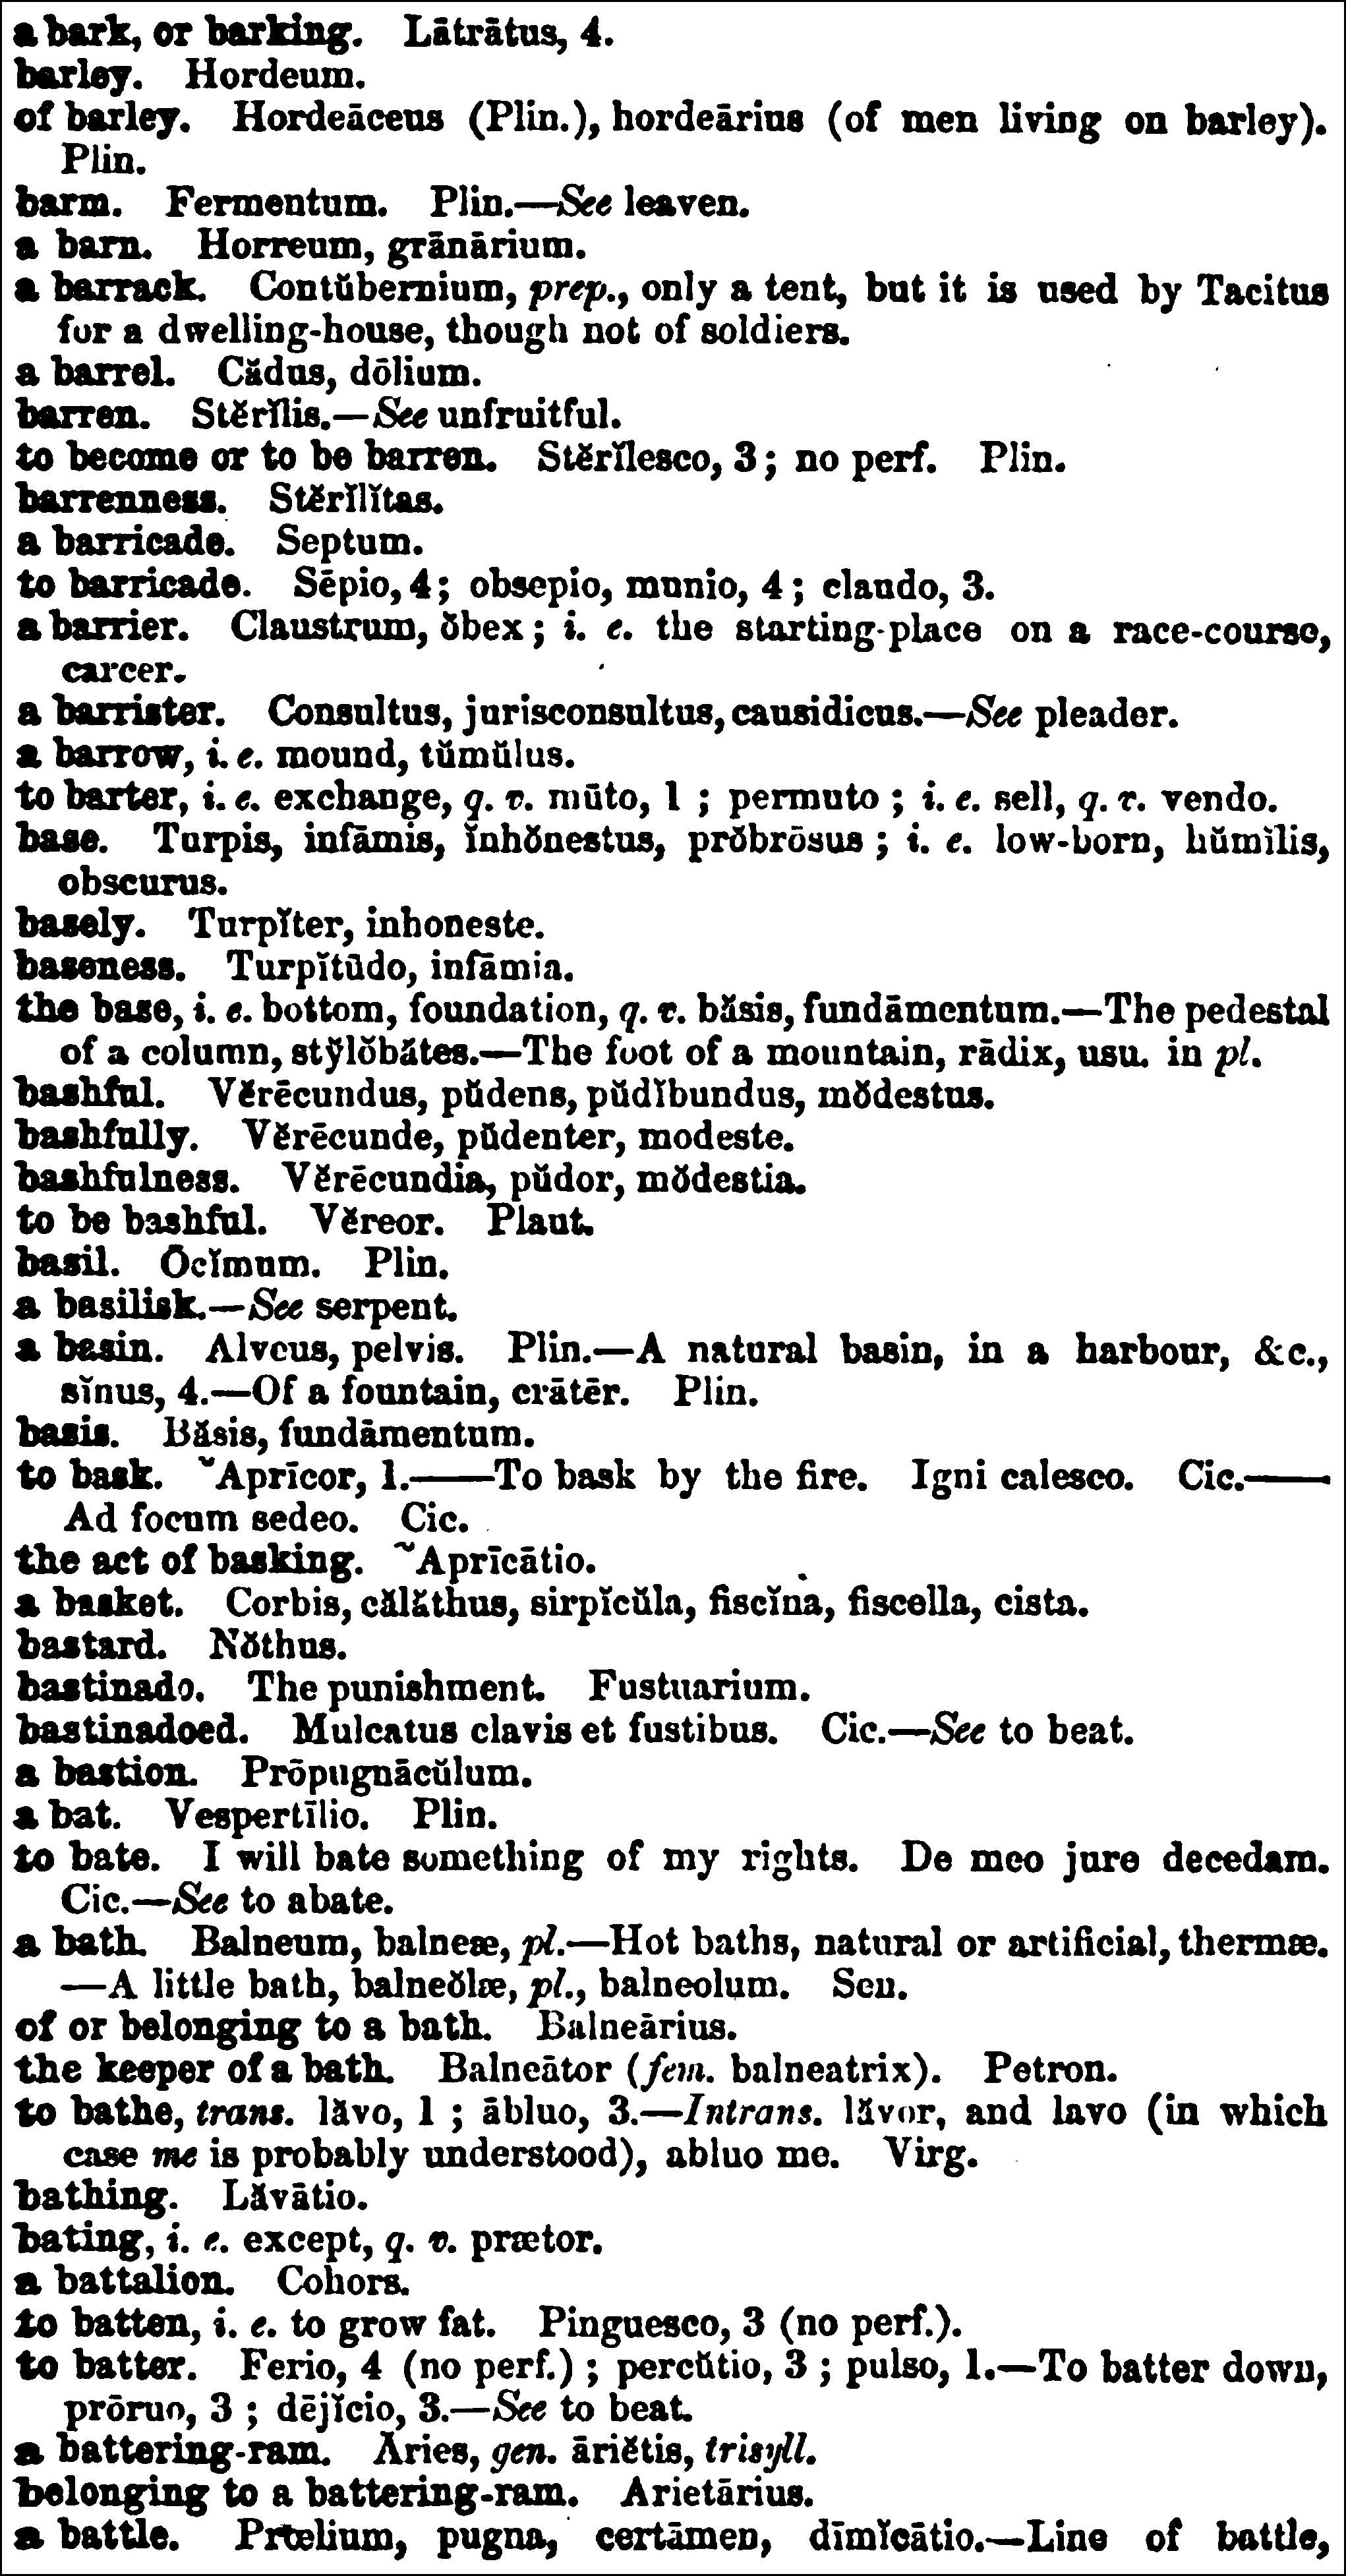 a bark, or barking. Lātrātus, 4.
barley. Hordeum.
of barley. Hordeāceus (Plin.), hordeārius (of men living on barley).
Plin.
barm. Fermentum. Plin.—See leaven.
a barn. Horreum, grānārium.
a barrack. Contŭbernium, prep., only a tent, but it is used by Tacitus
for a dwelling-house, though not of soldiers.
a barrel. Cădus, dōlium.
barren. Stĕrĭlis.—See unfruitful.
to become or to be barren. Stĕrĭlesco, 3; no perf. Plin.
barrenness. Stĕrĭlĭtas.
a barricade. Septum.
to barricade. Sēpio, 4; obsepio, munio, 4; claudo, 3.
a barrier. Claustrum, ŏbex; i. e. the starting-place on a race-course,
carcer.
a barrister. Consultus, jurisconsultus, causidicus.—See pleader.
a barrow, i. e. mound, tŭmŭlus.
to barter, i. e. exchange, q. v. mūto, 1; permuto; i. e. sell, q. v. vendo.
base. Turpis, infāmis, ĭnhŏnestus, prŏbrōsus; i. e. low-born, hŭmĭlis,
obscurus.
basely. Turpĭter, inhoneste.
baseness. Turpĭtūdo, infāmia.
the base, i. e. bottom, foundation, q. v. băsis, fundāmentum.—The pedestal
of a column, stўlŏbătes.—The foot of a mountain, rādix, usu. in pl.
bashful. Vĕrēcundus, pŭdens, pŭdĭbundus, mŏdestus.
bashfully. Vĕrēcunde, pŭdenter, modeste.
bashfulness. Vĕrēcundia, pŭdor, mŏdestia.
to be bashful. Vĕreor. Plaut.
basil. Ōcĭmum. Plin.
a basilisk.—See serpent.
a basin. Alveus, pelvis. Plin.—A natural basin, in a harbour, &c.,
sĭnus, 4.—Of a fountain, crātēr. Plin.
basis. Băsis, fundāmentum.
to bask. ˘Aprīcor, 1.——To bask by the fire. Igni calesco. Cic.——
Ad focum sedeo. Cic.
the act of basking. ˘Aprīcātio.
a basket. Corbis, călăthus, sirpĭcŭla, fiscĭna, fiscella, cista.
bastard. Nŏthus.
bastinado. The punishment. Fustuarium.
bastinadoed. Mulcatus clavis et fustibus. Cic.—See to beat.
a bastion. Prōpugnācŭlum.
a bat. Vespertīlio. Plin.
to bate. I will bate something of my rights. De meo jure decedam.
Cic.—See to abate.
a bath. Balneum, balneæ, pl.—Hot baths, natural or artificial, thermæ.
—A little bath, balneŏlæ, pl., balneolum. Sen.
of or belonging to a bath. Balneārius.
the keeper of a bath. Balneātor (fem. balneatrix). Petron.
to bathe, trans. lăvo, 1; ābluo, 3.—Intrans. lăvor, and lavo (in which
case me is probably understood), abluo me. Virg.
bathing. Lăvātio.
bating, i. e. except, q. v. prætor.
a battalion. Cohors.
to batten, i. e. to grow fat. Pinguesco, 3 (no perf.).
to batter. Ferio, 4 (no perf.); percŭtio, 3; pulso, 1.—To batter down,
prōruo, 3; dējĭcio, 3.—See to beat.
a battering-ram. Āries, gen. āriĕtis, trisyll.
belonging to a battering-ram. Arietārius.
a battle. Prœlium, pugna, certāmen, dīmĭcātio.—Line of battle,